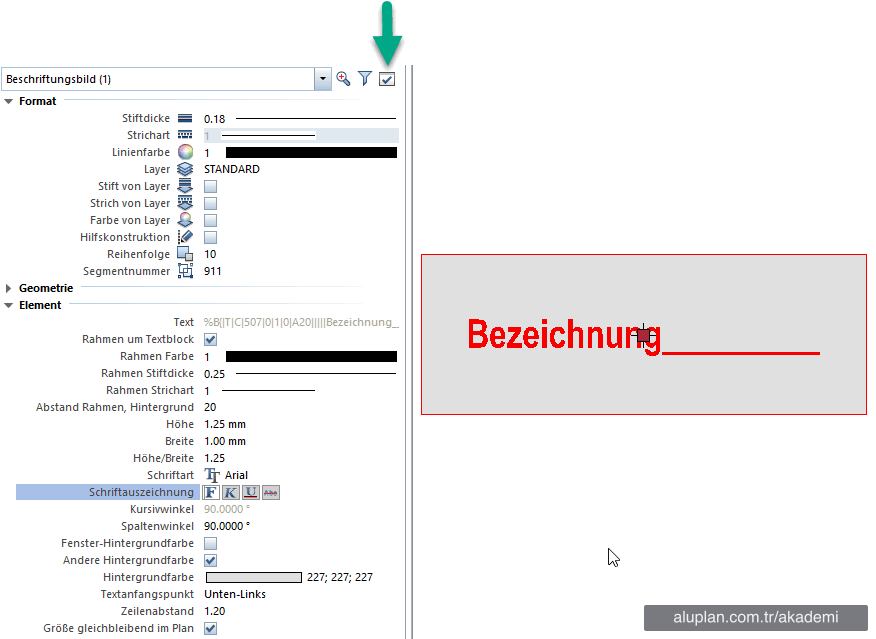 Beschriftungsbild (1)
Format
Stiftdicke 0.18
Strichart 1
Linienfarbe 1
Layer STANDARD
Stift von Layer
Strich von Layer
Farbe von Layer
Hilfskonstruktion
Reihenfolge 10
Segmentnummer 911
Geometrie
Element
Text %B[|T|C|507|0|1|0|A20|||||Bezeichnung_
Rahmen um Textblock
Rahmen Farbe 1
Rahmen Stiftdicke 0.25
Rahmen Strichart 1
Abstand Rahmen, Hintergrund 20
Höhe 1.25 mm
Breite 1.00 mm
Höhe/Breite 1.25
Schriftart TT Arial
Schriftauszeichnung F K U Abc
Kursivwinkel 90.0000 °
Spaltenwinkel 90.0000 °
Fenster-Hintergrundfarbe
Andere Hintergrundfarbe
Hintergrundfarbe 227; 227; 227
Textanfangspunkt Unten-Links
Zeilenabstand 1.20
Größe gleichbleibend im Plan
Bezeichnung__________
aluplan.com.tr/akademi